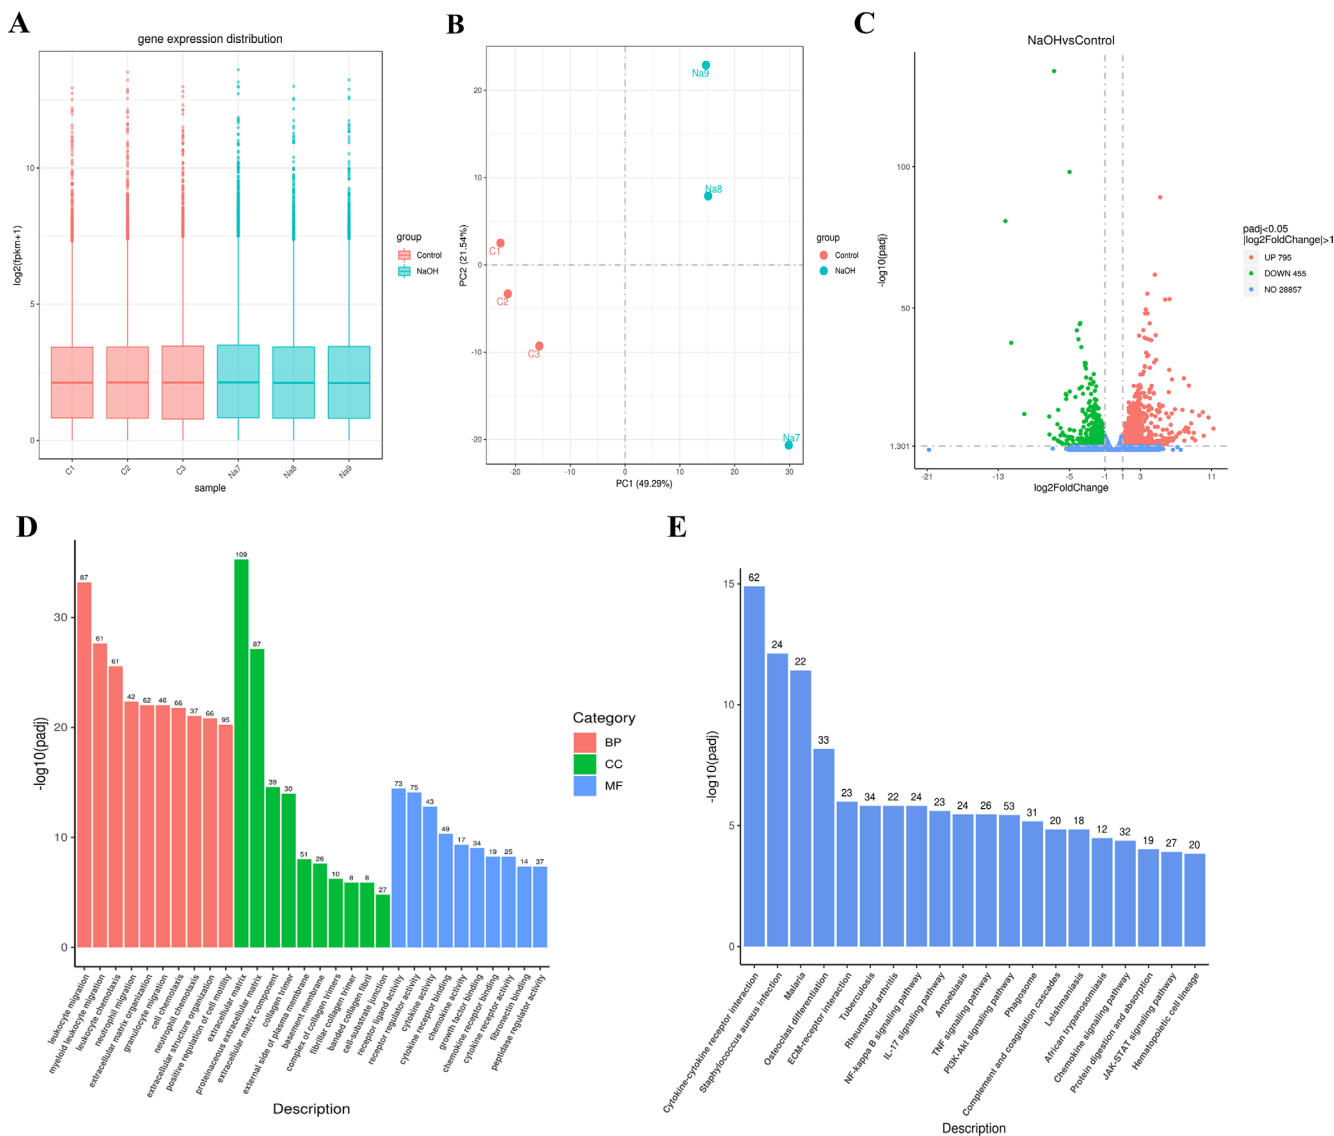 A
gene expression distribution
log2(fpkm+1)
10
5
0
C1
C2
C3
Na7
Na8
Na9
sample
group
Control
NaOH
B
PC2 (21.54%)
20
10
0
-10
-20
C1
C2
C3
Na9
Na8
Na7
-20
-10
0
10
20
30
PC1 (49.29%)
group
Control
NaOH
C
NaOHvsControl
-log10(padj)
100
50
1.301
-21
-13
-5
-1
1
3
11
log2FoldChange
padj<0.05
|log2FoldChange|>1
UP 795
DOWN 455
NO 28857
D
-log10(padj)
30
20
10
0
87
61
61
42
62
46
66
37
66
95
109
87
39
30
51
26
10
8
8
27
73
75
43
49
17
34
19
25
14
37
leukocyte migration
myeloid leukocyte migration
leukocyte chemotaxis
neutrophil migration
extracellular matrix organization
granulocyte migration
cell chemotaxis
neutrophil chemotaxis
extracellular structure organization
positive regulation of cell motility
extracellular matrix
proteinaceous extracellular matrix
extracellular matrix component
collagen trimer
external side of plasma membrane
basement membrane
complex of collagen trimers
fibrillar collagen trimer
banded collagen fibril
cell-substrate junction
receptor ligand activity
receptor regulator activity
cytokine activity
cytokine receptor binding
chemokine activity
growth factor binding
chemokine receptor binding
cytokine receptor activity
fibronectin binding
peptidase regulator activity
Description
Category
BP
CC
MF
E
-log10(padj)
15
10
5
0
62
24
22
33
23
34
22
24
23
24
26
53
31
20
18
12
32
19
27
20
Cytokine-cytokine receptor interaction
Staphylococcus aureus infection
Malaria
Osteoclast differentiation
ECM-receptor interaction
Tuberculosis
Rheumatoid arthritis
NF-kappa B signaling pathway
IL-17 signaling pathway
Amoebiasis
TNF signaling pathway
PI3K-Akt signaling pathway
Phagosome
Complement and coagulation cascades
Leishmaniasis
African trypanosomiasis
Chemokine signaling pathway
Protein digestion and absorption
JAK-STAT signaling pathway
Hematopoietic cell lineage
Description